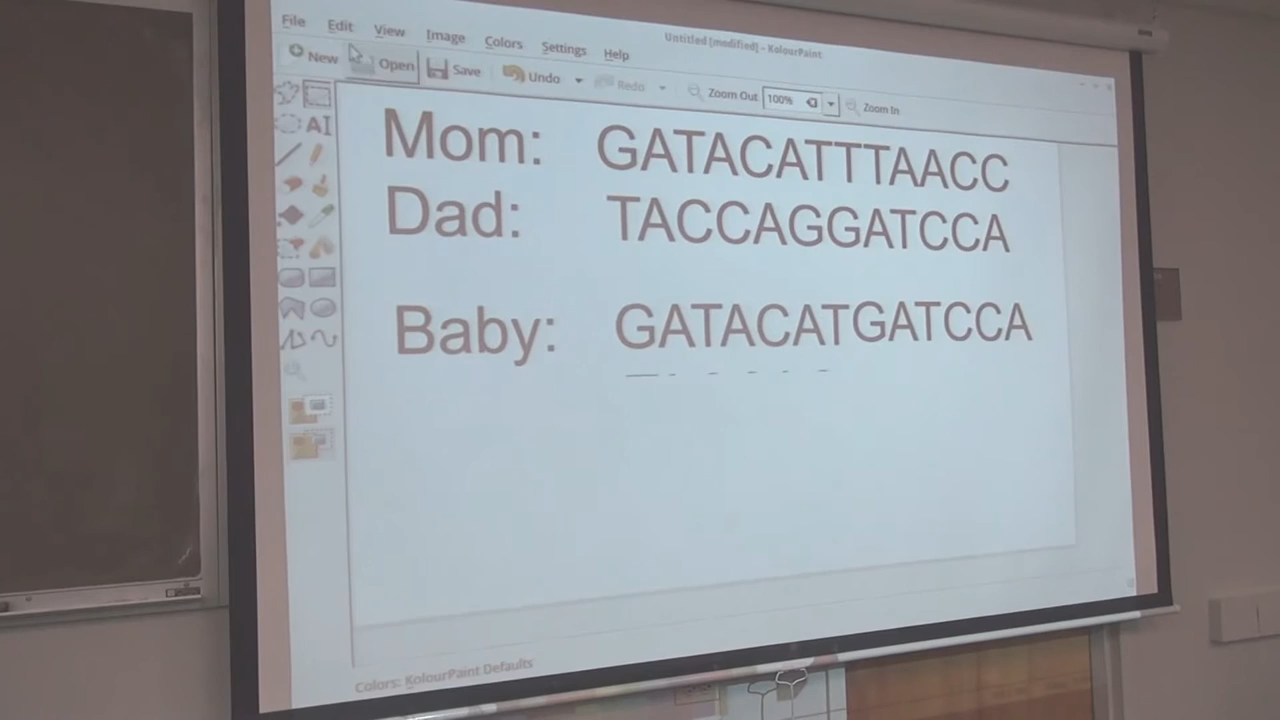 Untitled [modified] - KolourPaint
File Edit View Image Colors Settings Help
New Open Save Undo Redo Zoom Out 100% Zoom In
AI
Mom: GATACATTTAACC
Dad: TACCAGGATCCA
Baby: GATACATGATCCA
Colors: KolourPaint Defaults